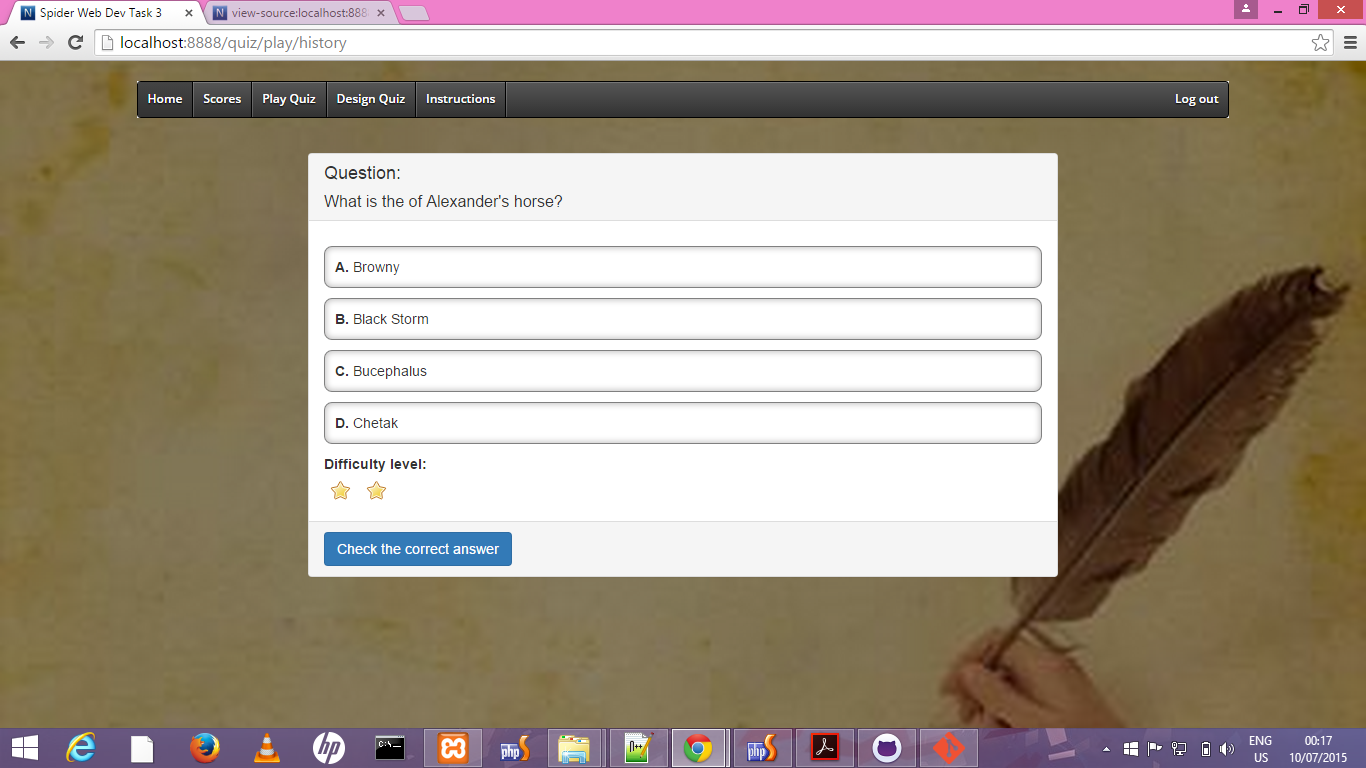 Spider Web Dev Task 3
view-source:localhost:888
localhost:8888/quiz/play/history
Home Scores Play Quiz Design Quiz Instructions Log out
Question:
What is the of Alexander's horse?
A. Browny
B. Black Storm
C. Bucephalus
D. Chetak
Difficulty level:
Check the correct answer
ENG 00:17
US 10/07/2015